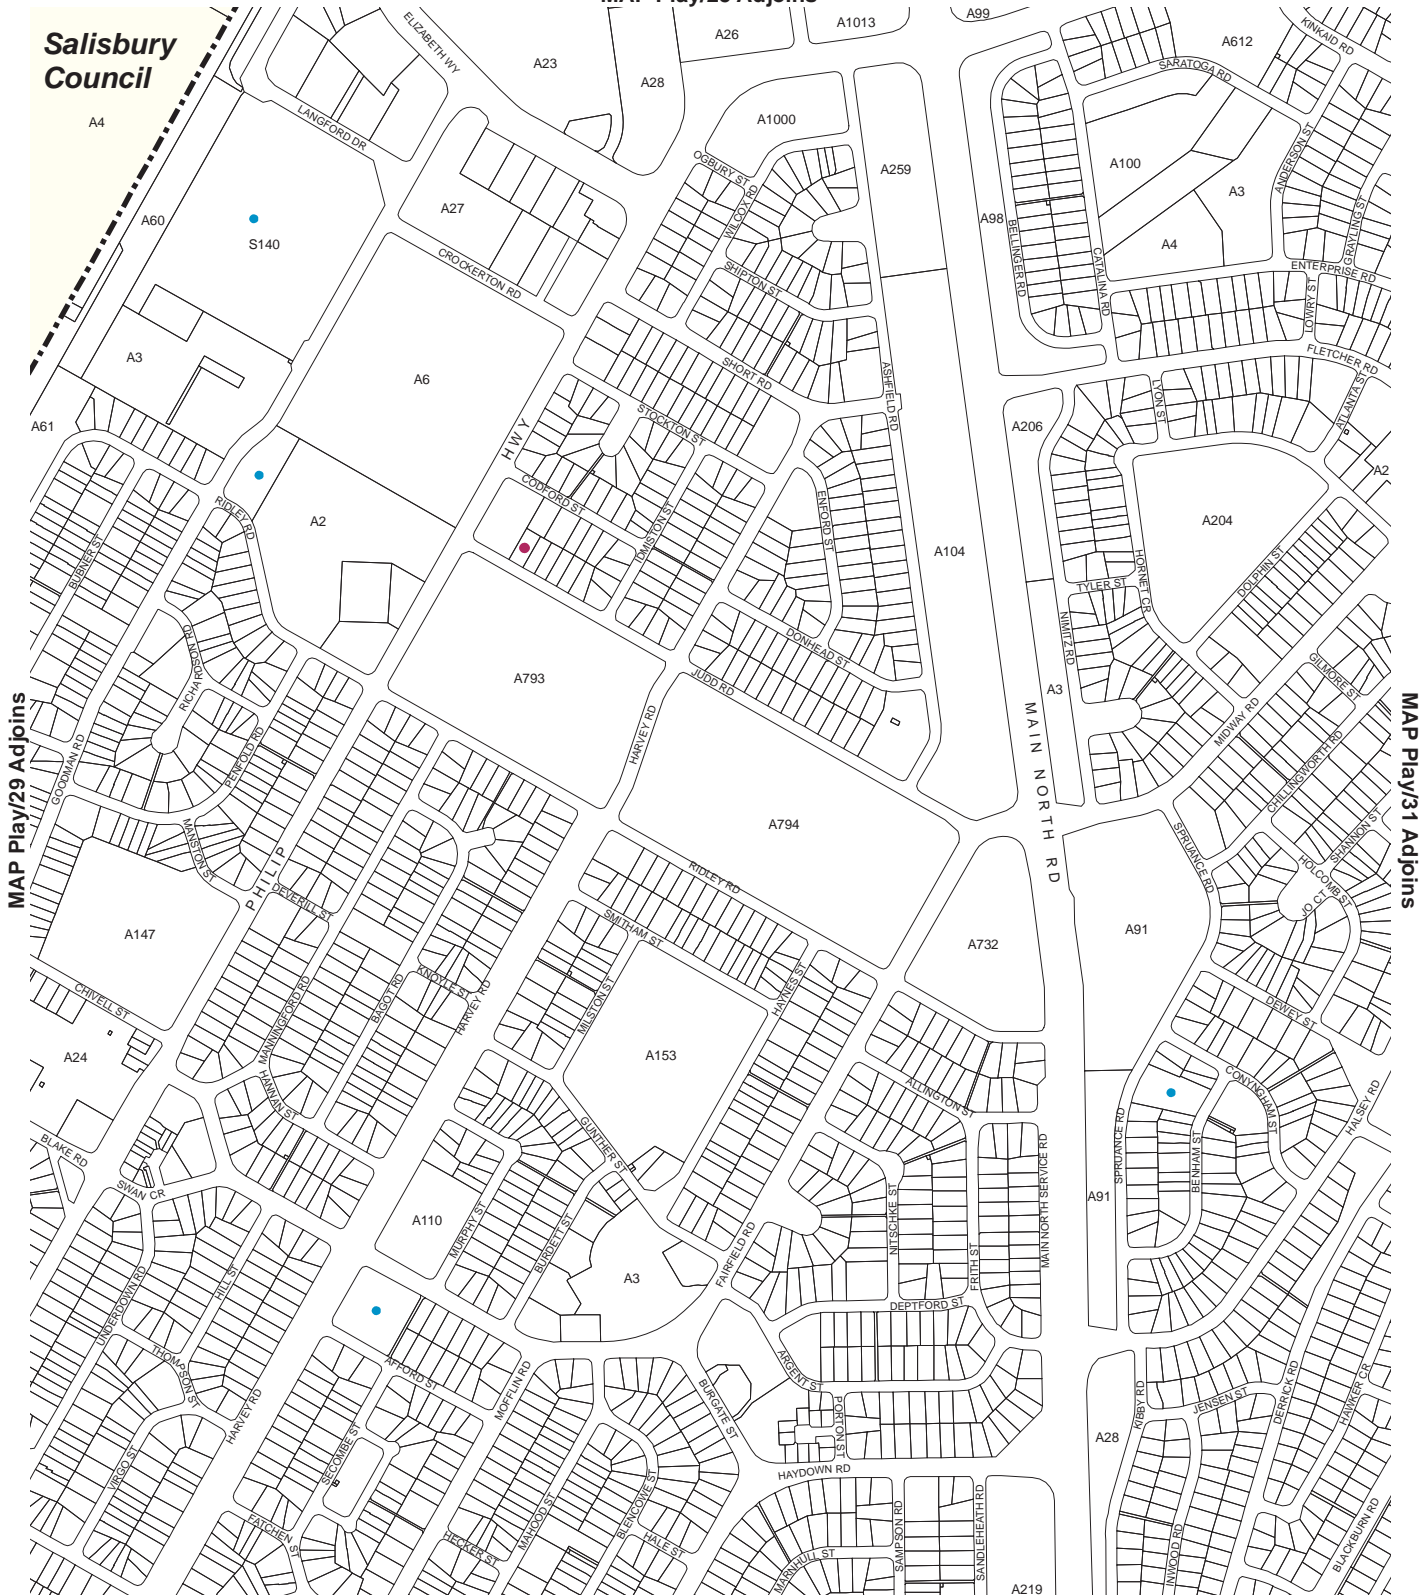 MAP Play/29 Adjoins
MAP Play/31 Adjoins
Salisbury
Council
A4
ELIZABETH WY
A23
A28
A26
A1013
A99
A612
KINKAID RD
SARATOGA RD
LANGFORD DR
A1000
OGBURY ST
A259
A100
ANDERSON ST
A3
A60
S140
A27
WILCOX RD
A98
BELLINGER RD
CATALINA RD
A4
GRAYLING ST
CROCKERTON RD
SHIPTON ST
ENTERPRISE RD
LOWRY ST
A3
A6
SHORT RD
ASHFIELD RD
FLETCHER RD
LYON ST
ATLANTA ST
A61
HWY
STOCKTON ST
A206
A2
RIDLEY RD
A2
CODFORD ST
IDMISTON ST
ENFORD ST
A104
A204
BUBNER ST
HORNET CR
DOLPHIN ST
TYLER ST
NIMITZ RD
RICHARDSON RD
A793
JUDD RD
DONHEAD ST
A3
GILMORE ST
MIDWAY RD
HARVEY RD
MAIN NORTH RD
GOODMAN RD
PENFOLD RD
CHILLINGWORTH RD
MANSTON ST
A794
SPRUANCE RD
SHANNON ST
PHILLIP
DEVERILL ST
RIDLEY RD
HOLCOMB ST
JO CT
A147
SMITHAM ST
A732
A91
CHIVELL ST
MANNINGFORD RD
BAGOT RD
KNOYLE ST
HARVEY RD
MILSTON ST
HAYNES ST
DEWEY ST
A24
HANNAN ST
A153
ALLINGTON ST
CONYNGHAM ST
HALSEY RD
BLAKE RD
GUNTHER ST
SPRUANCE RD
BENHAM ST
MAIN NORTH SERVICE RD
SWAN CR
A110
MURPHY ST
BURDETT ST
A3
FAIRFIELD RD
NITSCHKE ST
FRITH ST
A91
UNDERDOWN RD
HILL ST
DEPTFORD ST
THOMPSON ST
AFFORD ST
MOFFLIN RD
BURGATE ST
ARGENT ST
PORTON ST
KIBBY RD
JENSEN ST
DERRICK RD
HAWKER CR
HARVEY RD
VIRGO ST
SECOMBE ST
A28
HAYDOWN RD
FATCHEN ST
HECKER ST
MAHOOD ST
BLENCOWE ST
HALE ST
MARNHULL ST
SAMPSON RD
SANDLEHEATH RD
A219
INWOOD RD
BLACKBURN RD